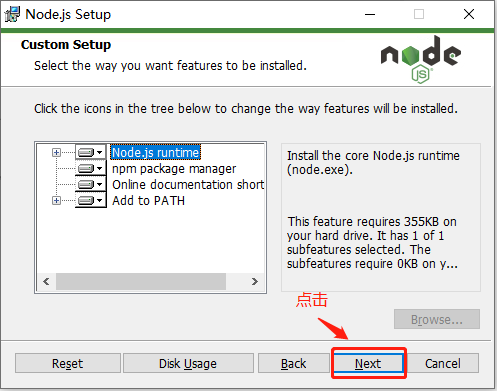 Node.js Setup
Custom Setup
Select the way you want features to be installed.
node
JS
Click the icons in the tree below to change the way features will be installed.
Node.js runtime
npm package manager
Online documentation short
Add to PATH
Install the core Node.js runtime
(node.exe).
This feature requires 355KB on
your hard drive. It has 1 of 1
subfeatures selected. The
subfeatures require 0KB on y...
点击
Browse...
Reset
Disk Usage
Back
Next
Cancel